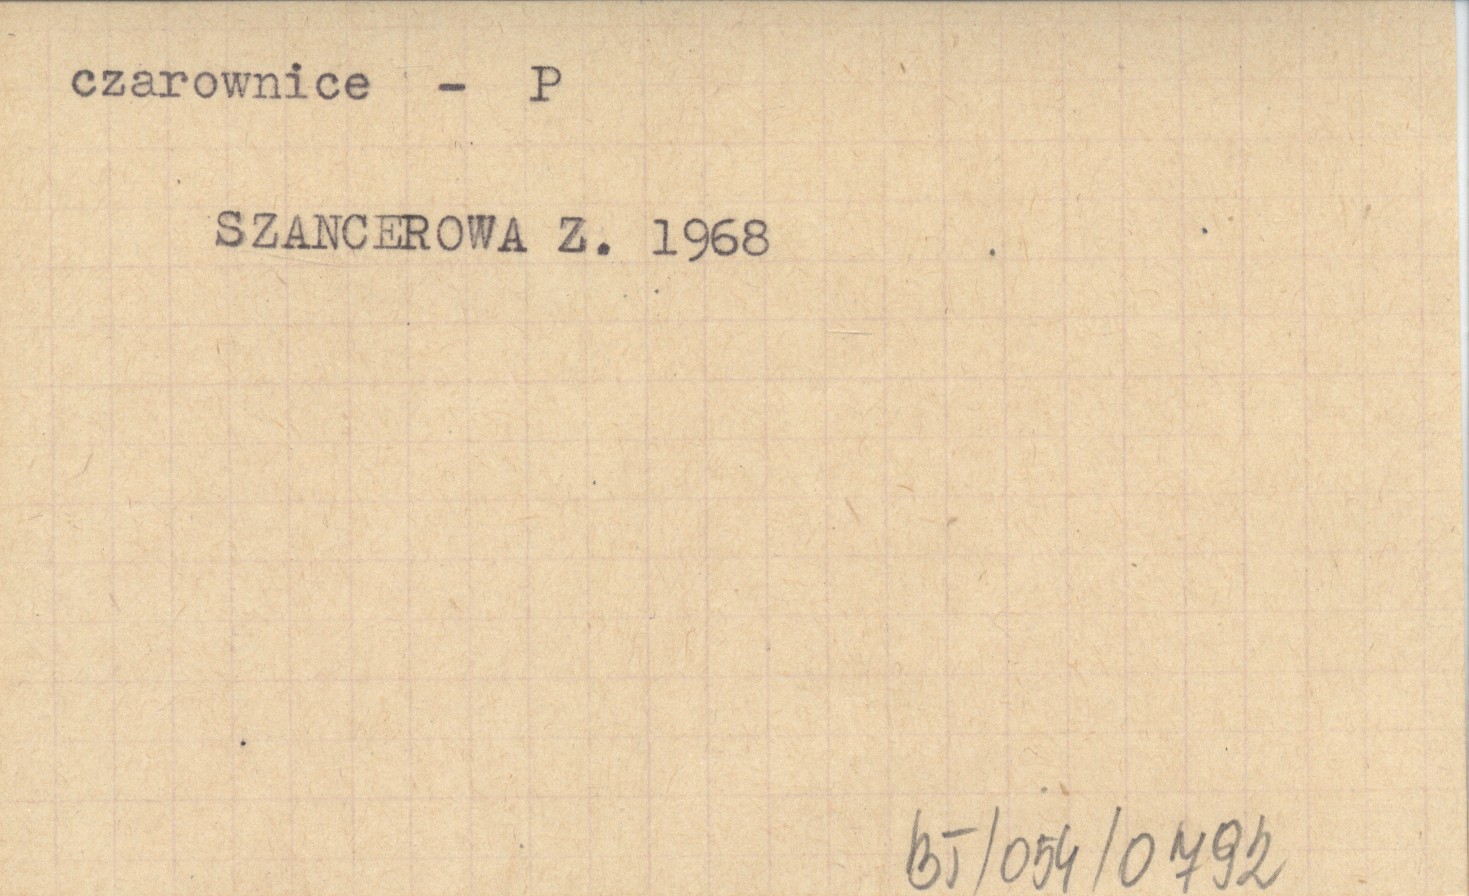 czarownice - P
SZANCEROWA Z. 1968
BJ/054/0792